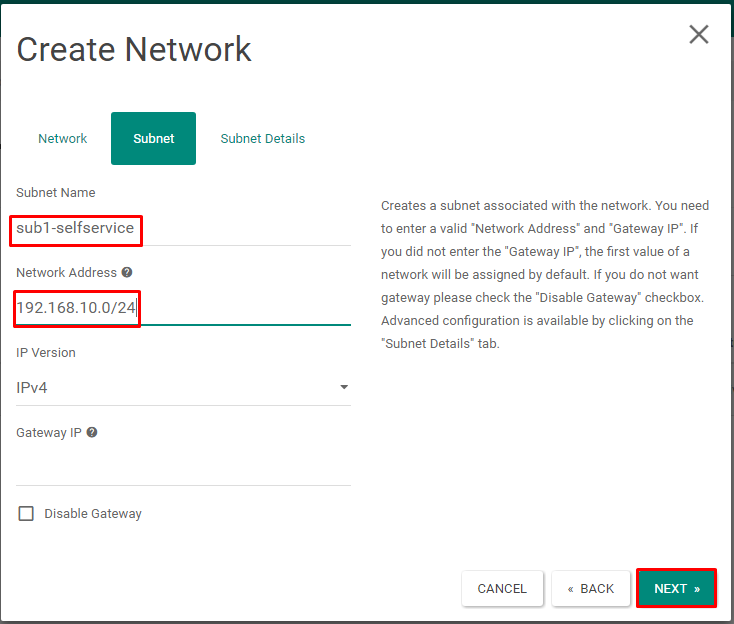 Create Network
Network
Subnet
Subnet Details
Subnet Name
sub1-selfservice
Network Address
192.168.10.0/24
IP Version
IPv4
Gateway IP
Disable Gateway
Creates a subnet associated with the network. You need
to enter a valid "Network Address" and "Gateway IP". If
you did not enter the "Gateway IP", the first value of a
network will be assigned by default. If you do not want
gateway please check the "Disable Gateway" checkbox.
Advanced configuration is available by clicking on the
"Subnet Details" tab.
CANCEL
« BACK
NEXT »